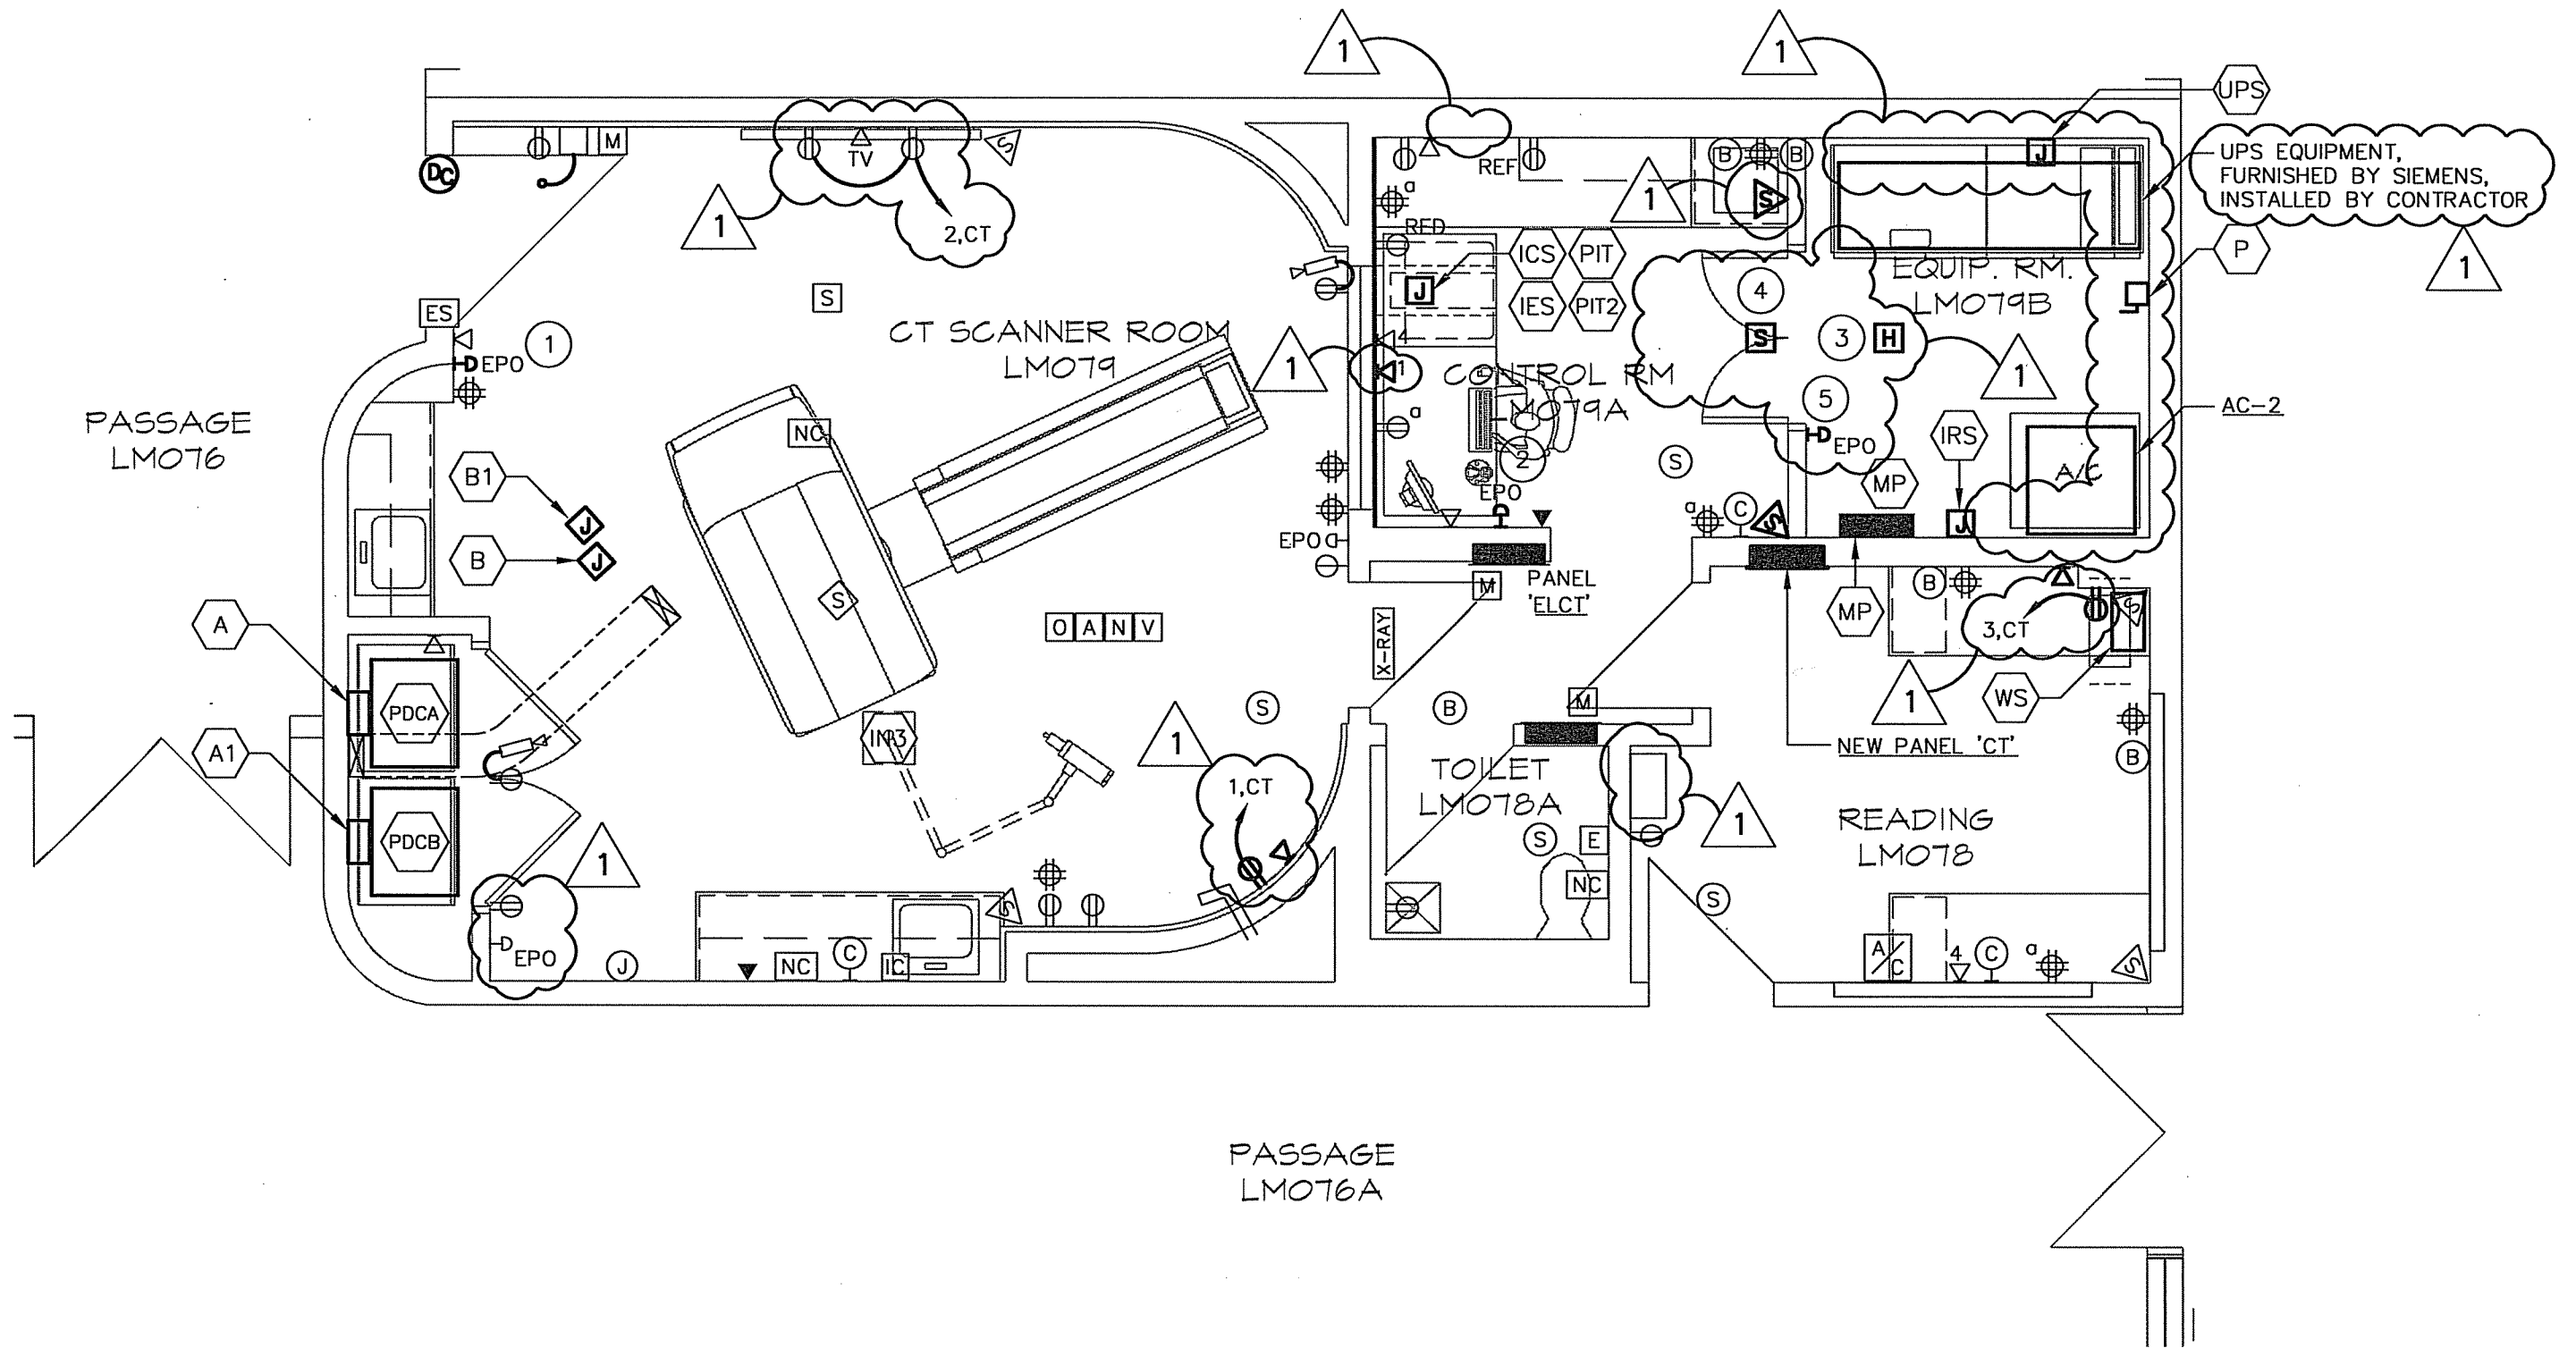 1
1
UPS
UPS EQUIPMENT,
FURNISHED BY SIEMENS,
INSTALLED BY CONTRACTOR
1
P
M
DC
TV
S
1
2,CT
REF
B
B
S
1
J
a
RED
ICS
PIT
IES
PIT2
J
4
S
3
H
1
EQUIP. RM.
LM079B
ES
EPO
1
S
CT SCANNER ROOM
LM079
1
4
1
CONTROL RM
LM079A
a
2
EPO
S
5
EPO
IRS
MP
J
A/C
AC-2
PASSAGE
LM076
NC
B1
J
B
J
EPO
a
C
S
PANEL
'ELCT'
M
MP
B
3,CT
S
1
WS
A
S
O A N V
X-RAY
PDCA
A1
PDCB
S
B
M
NEW PANEL 'CT'
B
1
1,CT
TOILET
LM078A
S
E
NC
1
READING
LM078
S
1
EPO
J
NC
C
IC
S
A/C
4
C
a
S
PASSAGE
LM076A